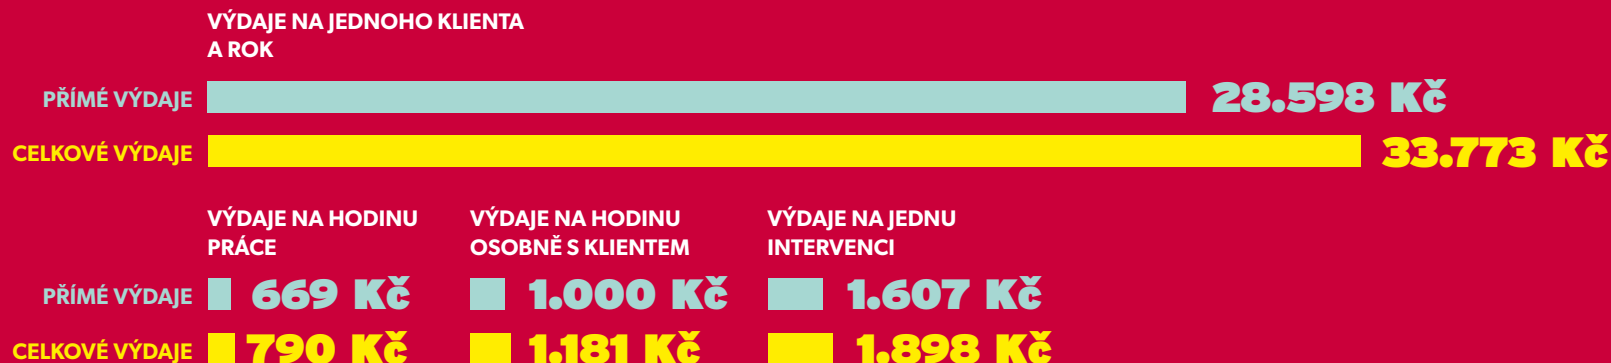 VÝDAJE NA JEDNOHO KLIENTA
A ROK
PŘÍMÉ VÝDAJE 28.598 Kč
CELKOVÉ VÝDAJE 33.773 Kč
VÝDAJE NA HODINU
PRÁCE
VÝDAJE NA HODINU
OSOBNĚ S KLIENTEM
VÝDAJE NA JEDNU
INTERVENCI
PŘÍMÉ VÝDAJE 669 Kč 1.000 Kč 1.607 Kč
CELKOVÉ VÝDAJE 790 Kč 1.181 Kč 1.898 Kč